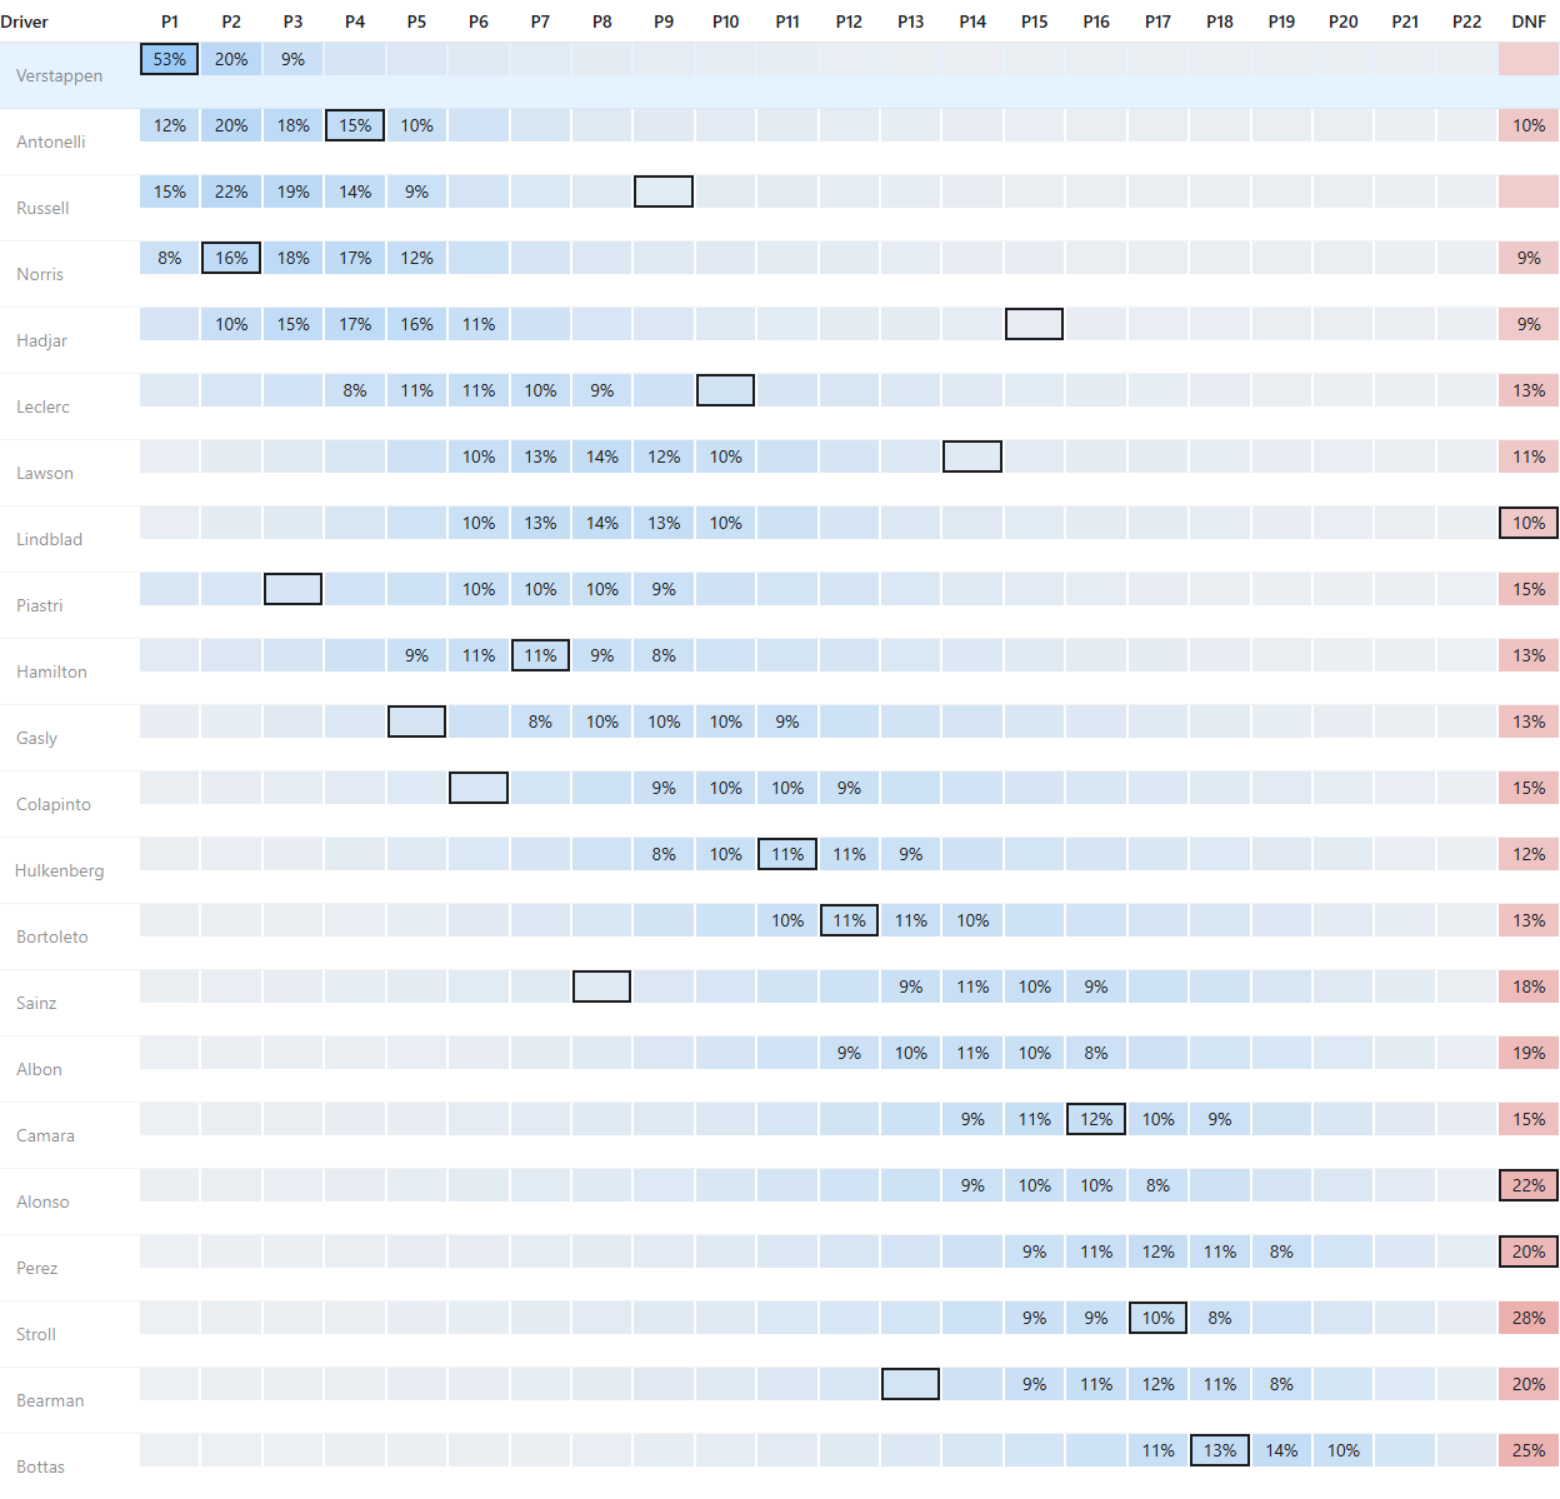 Driver P1 P2 P3 P4 P5 P6 P7 P8 P9 P10 P11 P12 P13 P14 P15 P16 P17 P18 P19 P20 P21 P22 DNF
Verstappen 53% 20% 9%
Antonelli 12% 20% 18% 15% 10% 10%
Russell 15% 22% 19% 14% 9%
Norris 8% 16% 18% 17% 12% 9%
Hadjar 10% 15% 17% 16% 11% 9%
Leclerc 8% 11% 11% 10% 9% 13%
Lawson 10% 13% 14% 12% 10% 11%
Lindblad 10% 13% 14% 13% 10% 10%
Piastri 10% 10% 10% 9% 15%
Hamilton 9% 11% 11% 9% 8% 13%
Gasly 8% 10% 10% 10% 9% 13%
Colapinto 9% 10% 10% 9% 15%
Hulkenberg 8% 10% 11% 11% 9% 12%
Bortoleto 10% 11% 11% 10% 13%
Sainz 9% 11% 10% 9% 18%
Albon 9% 10% 11% 10% 8% 19%
Camara 9% 11% 12% 10% 9% 15%
Alonso 9% 10% 10% 8% 22%
Perez 9% 11% 12% 11% 8% 20%
Stroll 9% 9% 10% 8% 28%
Bearman 9% 11% 12% 11% 8% 20%
Bottas 11% 13% 14% 10% 25%